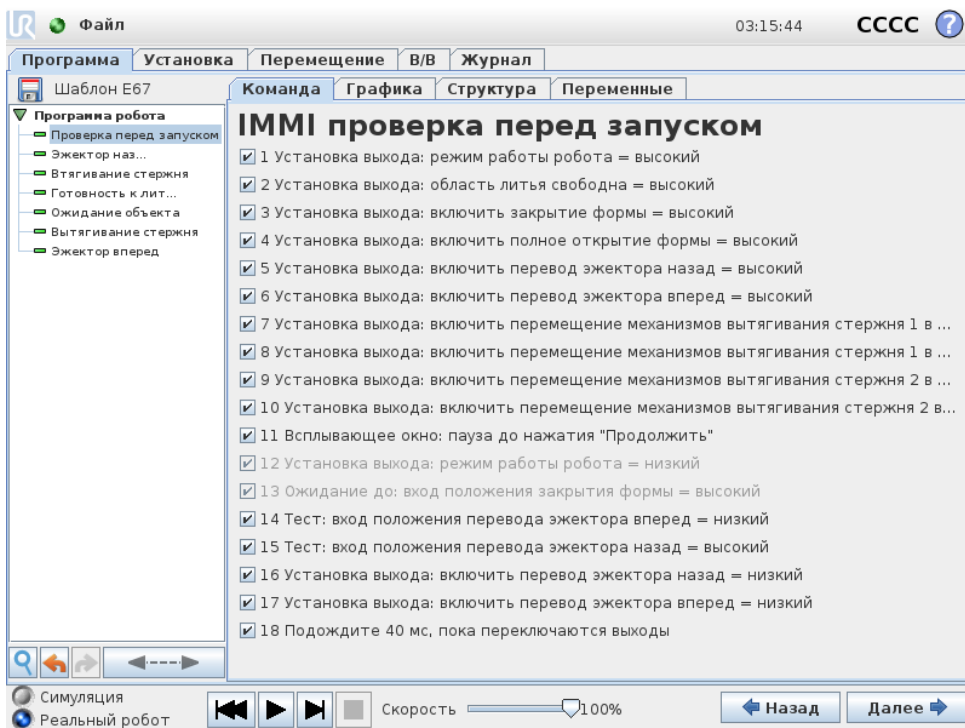 UR Файл 03:15:44 CCCC ?
Программа Установка Перемещение В/В Журнал
Шаблон E67
Команда Графика Структура Переменные
Программа робота
Проверка перед запуском
Эжектор наз...
Втягивание стержня
Готовность к лит...
Ожидание объекта
Вытягивание стержня
Эжектор вперед
IMMI проверка перед запуском
1 Установка выхода: режим работы робота = высокий
2 Установка выхода: область литья свободна = высокий
3 Установка выхода: включить закрытие формы = высокий
4 Установка выхода: включить полное открытие формы = высокий
5 Установка выхода: включить перевод эжектора назад = высокий
6 Установка выхода: включить перевод эжектора вперед = высокий
7 Установка выхода: включить перемещение механизмов вытягивания стержня 1 в ...
8 Установка выхода: включить перемещение механизмов вытягивания стержня 1 в ...
9 Установка выхода: включить перемещение механизмов вытягивания стержня 2 в ...
10 Установка выхода: включить перемещение механизмов вытягивания стержня 2 в...
11 Всплывающее окно: пауза до нажатия "Продолжить"
12 Установка выхода: режим работы робота = низкий
13 Ожидание до: вход положения закрытия формы = высокий
14 Тест: вход положения перевода эжектора вперед = низкий
15 Тест: вход положения перевода эжектора назад = высокий
16 Установка выхода: включить перевод эжектора назад = низкий
17 Установка выхода: включить перевод эжектора вперед = низкий
18 Подождите 40 мс, пока переключаются выходы
Симуляция
Реальный робот
Скорость 100%
Назад Далее